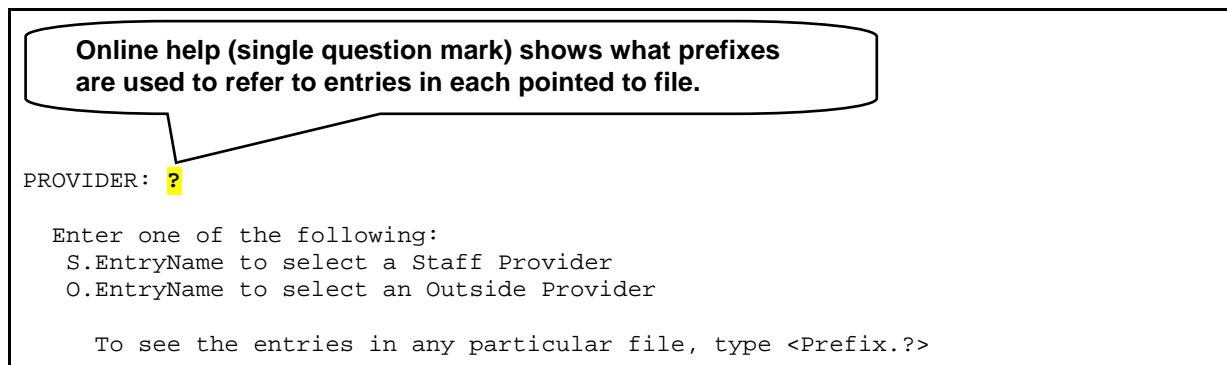 Online help (single question mark) shows what prefixes
are used to refer to entries in each pointed to file.
PROVIDER: ?
Enter one of the following:
S.EntryName to select a Staff Provider
O.EntryName to select an Outside Provider
To see the entries in any particular file, type <Prefix.?>